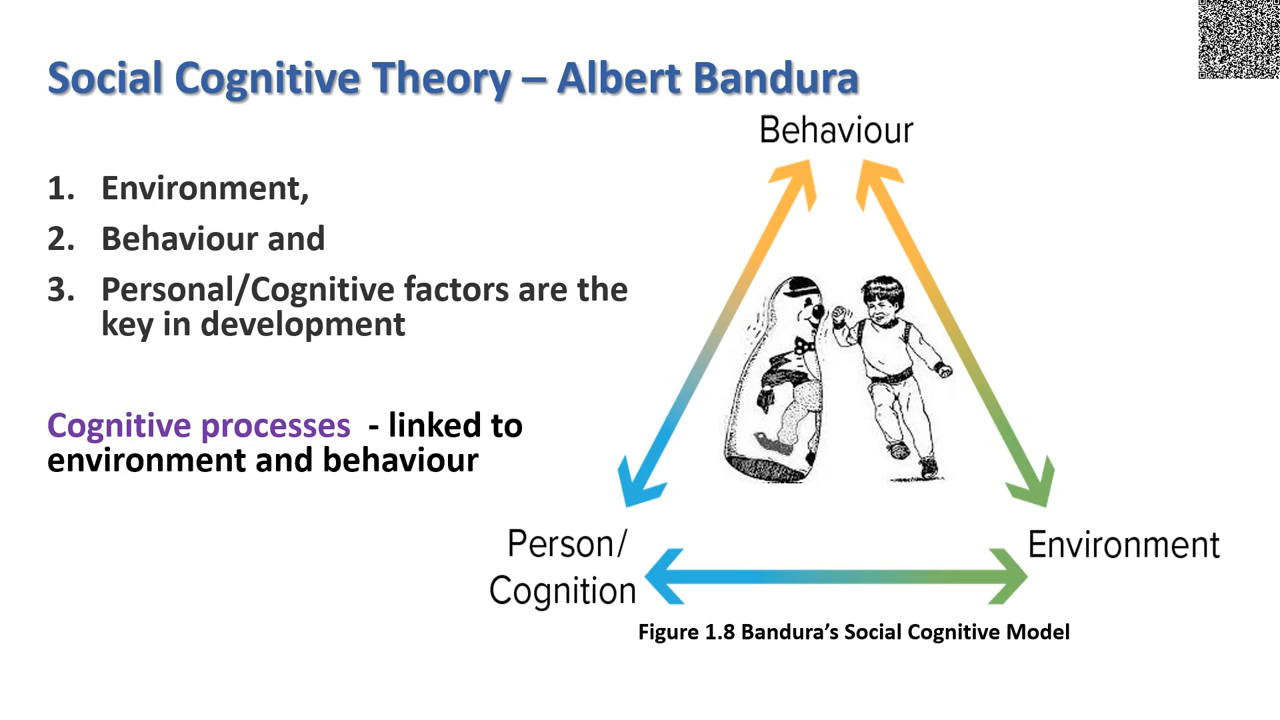 Social Cognitive Theory – Albert Bandura
Behaviour
1. Environment,
2. Behaviour and
3. Personal/Cognitive factors are the
key in development
Cognitive processes - linked to
environment and behaviour
Person/
Cognition
Environment
Figure 1.8 Bandura’s Social Cognitive Model